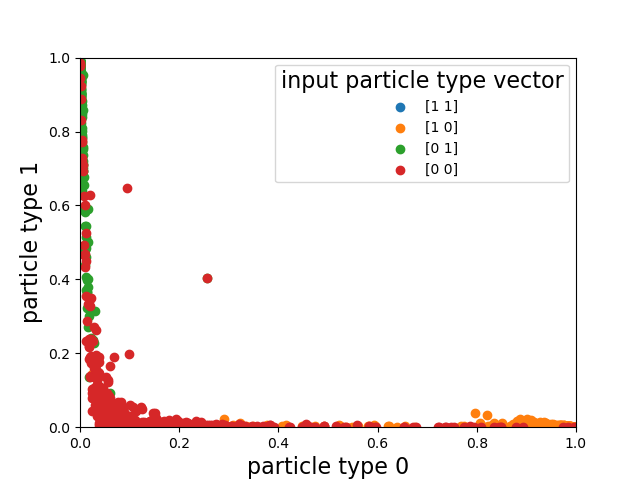 input particle type vector
[1 1]
[1 0]
[0 1]
[0 0]
1.0
0.8
0.6
0.4
0.2
0.0
particle type 1
0.0 0.2 0.4 0.6 0.8 1.0
particle type 0